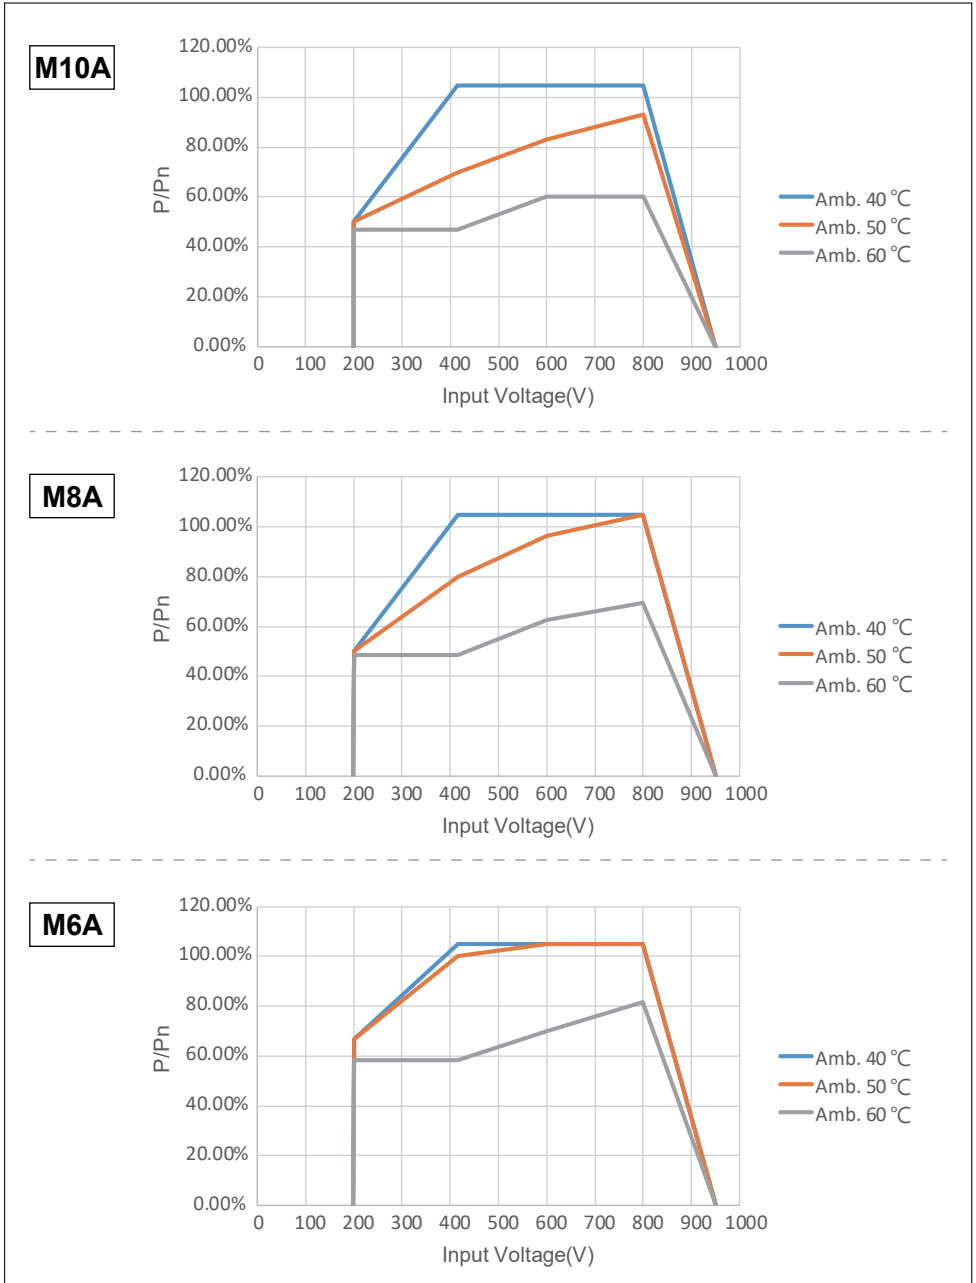 M10A
120.00%
100.00%
80.00%
60.00%
40.00%
20.00%
0.00%
P/Pn
0 100 200 300 400 500 600 700 800 900 1000
Input Voltage(V)
Amb. 40 ℃
Amb. 50 ℃
Amb. 60 ℃
M8A
120.00%
100.00%
80.00%
60.00%
40.00%
20.00%
0.00%
P/Pn
0 100 200 300 400 500 600 700 800 900 1000
Input Voltage(V)
Amb. 40 ℃
Amb. 50 ℃
Amb. 60 ℃
M6A
120.00%
100.00%
80.00%
60.00%
40.00%
20.00%
0.00%
P/Pn
0 100 200 300 400 500 600 700 800 900 1000
Input Voltage(V)
Amb. 40 ℃
Amb. 50 ℃
Amb. 60 ℃